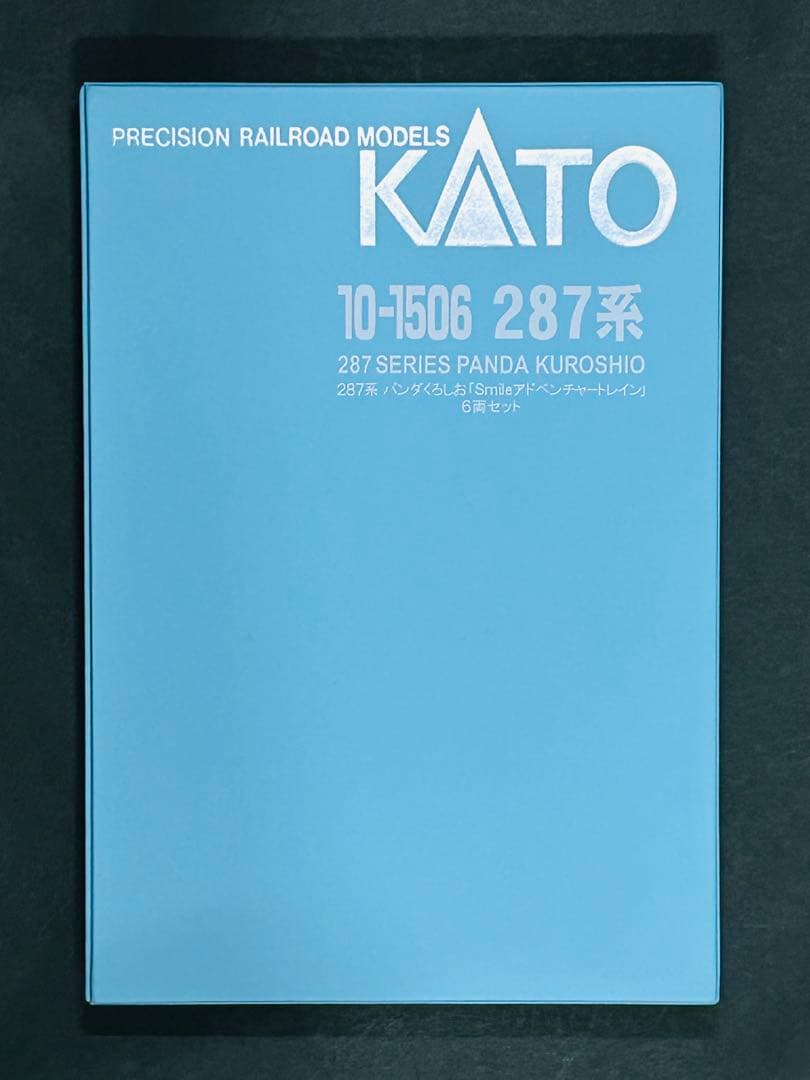 PRECISION RAILROAD MODELS
KATO
10-1506 287系
287 SERIES PANDA KUROSHIO
287系 パンダくろしお「Smileアドベンチャートレイン」
6両セット